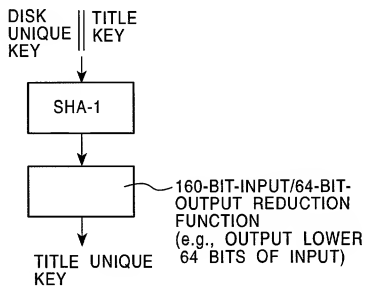 DISK UNIQUE KEY || TITLE KEY
SHA-1
160-BIT-INPUT/64-BIT-
OUTPUT REDUCTION
FUNCTION
(e.g., OUTPUT LOWER
64 BITS OF INPUT)
TITLE UNIQUE
KEY